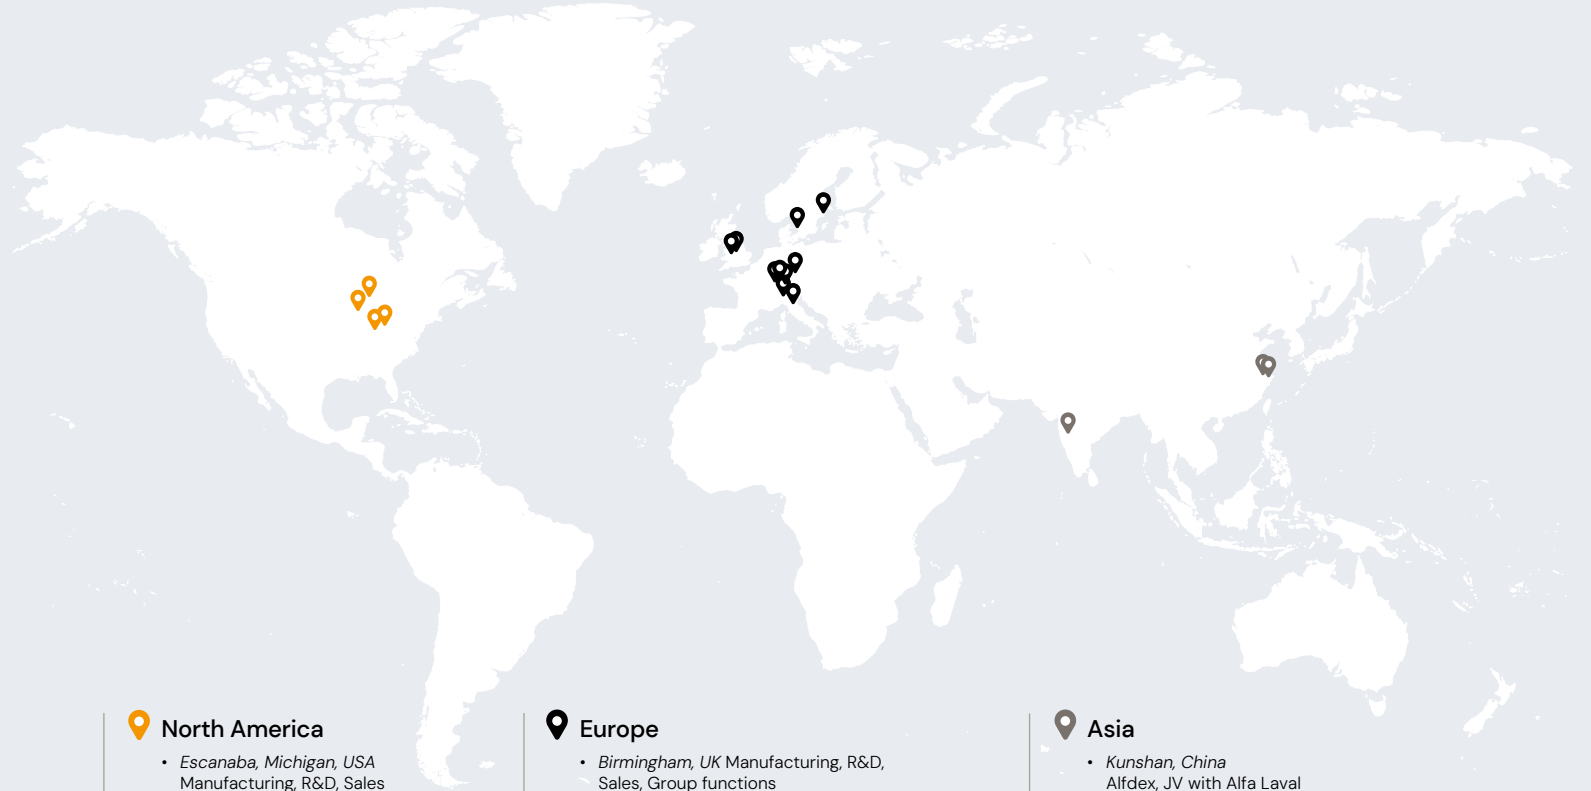 North America
• Escanaba, Michigan, USA
Manufacturing, R&D, Sales
Europe
• Birmingham, UK Manufacturing, R&D,
Sales, Group functions
Asia
• Kunshan, China
Alfdex, JV with Alfa Laval